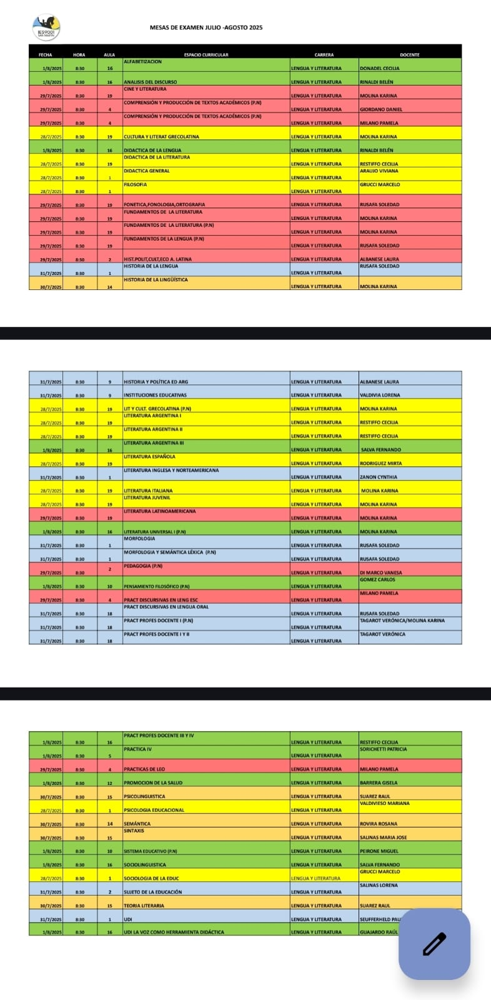 IES9001
SAN MARTÍN
MESAS DE EXAMEN JULIO -AGOSTO 2025
FECHA HORA AULA ESPACIO CURRICULAR CARRERA DOCENTE
1/8/2025 8:30 16 ALFABETIZACION LENGUA Y LITERATURA DONADEL CECILIA
1/8/2025 8:30 16 ANALISIS DEL DISCURSO LENGUA Y LITERATURA RINALDI BELÉN
29/7/2025 8:30 19 CINE Y LITERATURA LENGUA Y LITERATURA MOLINA KARINA
29/7/2025 8:30 4 COMPRENSIÓN Y PRODUCCIÓN DE TEXTOS ACADÉMICOS (P.N) LENGUA Y LITERATURA GIORDANO DANIEL
29/7/2025 8:30 4 COMPRENSIÓN Y PRODUCCIÓN DE TEXTOS ACADÉMICOS (P.N) LENGUA Y LITERATURA MILANO PAMELA
28/7/2025 8:30 19 CULTURA Y LITERAT GRECOLATINA LENGUA Y LITERATURA MOLINA KARINA
1/8/2025 8:30 16 DIDACTICA DE LA LENGUA LENGUA Y LITERATURA RINALDI BELÉN
28/7/2025 8:30 19 DIDACTICA DE LA LITERATURA LENGUA Y LITERATURA RESTIFFO CECILIA
28/7/2025 8:30 1 DIDACTICA GENERAL LENGUA Y LITERATURA ARAUJO VIVIANA
28/7/2025 8:30 1 FILOSOFIA LENGUA Y LITERATURA GRUCCI MARCELO
29/7/2025 8:30 19 FONETICA,FONOLOGIA,ORTOGRAFIA LENGUA Y LITERATURA RUSAFA SOLEDAD
29/7/2025 8:30 19 FUNDAMENTOS DE LA LITERATURA LENGUA Y LITERATURA MOLINA KARINA
29/7/2025 8:30 19 FUNDAMENTOS DE LA LITERATURA (P.N) LENGUA Y LITERATURA MOLINA KARINA
29/7/2025 8:30 19 FUNDAMENTOS DE LA LENGUA (P.N) LENGUA Y LITERATURA RUSAFA SOLEDAD
29/7/2025 8:30 2 HIST.POLIT,CULT,ECO A. LATINA LENGUA Y LITERATURA ALBANESE LAURA
31/7/2025 8:30 1 HISTORIA DE LA LENGUA LENGUA Y LITERATURA RUSAFA SOLEDAD
30/7/2025 8:30 14 HISTORIA DE LA LINGÜÍSTICA LENGUA Y LITERATURA MOLINA KARINA
31/7/2025 8:30 9 HISTORIA Y POLÍTICA ED ARG LENGUA Y LITERATURA ALBANESE LAURA
31/7/2025 8:30 9 INSTITUCIONES EDUCATIVAS LENGUA Y LITERATURA VALDIVIA LORENA
28/7/2025 8:30 19 LIT Y CULT. GRECOLATINA (P.N) LENGUA Y LITERATURA MOLINA KARINA
28/7/2025 8:30 19 LITERATURA ARGENTINA I LENGUA Y LITERATURA RESTIFFO CECILIA
28/7/2025 8:30 19 LITERATURA ARGENTINA II LENGUA Y LITERATURA RESTIFFO CECILIA
1/8/2025 8:30 16 LITERATURA ARGENTINA III LENGUA Y LITERATURA SALVA FERNANDO
28/7/2025 8:30 19 LITERATURA ESPAÑOLA LENGUA Y LITERATURA RODRIGUEZ MIRTA
31/7/2025 8:30 1 LITERATURA INGLESA Y NORTEAMERICANA LENGUA Y LITERATURA ZANON CYNTHIA
28/7/2025 8:30 19 LITERATURA ITALIANA LENGUA Y LITERATURA MOLINA KARINA
28/7/2025 8:30 19 LITERATURA JUVENIL LENGUA Y LITERATURA MOLINA KARINA
29/7/2025 8:30 19 LITERATURA LATINOAMERICANA LENGUA Y LITERATURA MOLINA KARINA
1/8/2025 8:30 16 LITERATURA UNIVERSAL I (P.N) LENGUA Y LITERATURA MOLINA KARINA
31/7/2025 8:30 1 MORFOLOGIA LENGUA Y LITERATURA RUSAFA SOLEDAD
31/7/2025 8:30 1 MORFOLOGIA Y SEMÁNTICA LÉXICA (P.N) LENGUA Y LITERATURA RUSAFA SOLEDAD
29/7/2025 8:30 2 PEDAGOGIA (P.N) LENGUA Y LITERATURA DI MARCO VANESA
1/8/2025 8:30 10 PENSAMIENTO FILOSÓFICO (P.N) LENGUA Y LITERATURA GOMEZ CARLOS
29/7/2025 8:30 4 PRACT DISCURSIVAS EN LENG ESC LENGUA Y LITERATURA MILANO PAMELA
31/7/2025 8:30 18 PRACT DISCURSIVAS EN LENGUA ORAL LENGUA Y LITERATURA RUSAFA SOLEDAD
31/7/2025 8:30 18 PRACT PROFES DOCENTE I (P.N) LENGUA Y LITERATURA TAGAROT VERÓNICA/MOLINA KARINA
31/7/2025 8:30 18 PRACT PROFES DOCENTE I Y II LENGUA Y LITERATURA TAGAROT VERÓNICA
1/8/2025 8:30 16 PRACT PROFES DOCENTE III Y IV LENGUA Y LITERATURA RESTIFFO CECILIA
1/8/2025 8:30 5 PRACTICA IV LENGUA Y LITERATURA SORICHETTI PATRICIA
29/7/2025 8:30 4 PRACTICAS DE LEO LENGUA Y LITERATURA MILANO PAMELA
1/8/2025 8:30 12 PROMOCION DE LA SALUD LENGUA Y LITERATURA BARRERA GISELA
30/7/2025 8:30 15 PSICOLINGUISTICA LENGUA Y LITERATURA SUAREZ RAUL
28/7/2025 8:30 1 PSICOLOGIA EDUCACIONAL LENGUA Y LITERATURA VALDIVIESO MARIANA
30/7/2025 8:30 14 SEMÁNTICA LENGUA Y LITERATURA ROVIRA ROSANA
30/7/2025 8:30 15 SINTAXIS LENGUA Y LITERATURA SALINAS MARIA JOSE
1/8/2025 8:30 10 SISTEMA EDUCATIVO (P.N) LENGUA Y LITERATURA PEIRONE MIGUEL
1/8/2025 8:30 16 SOCIOLINGUISTICA LENGUA Y LITERATURA SALVA FERNANDO
28/7/2025 8:30 1 SOCIOLOGIA DE LA EDUC LENGUA Y LITERATURA GRUCCI MARCELO
31/7/2025 8:30 2 SUJETO DE LA EDUCACIÓN LENGUA Y LITERATURA SALINAS LORENA
30/7/2025 8:30 15 TEORIA LITERARIA LENGUA Y LITERATURA SUAREZ RAUL
31/7/2025 8:30 1 UDI LENGUA Y LITERATURA SEUFFERHELD
1/8/2025 8:30 16 UDI LA VOZ COMO HERRAMIENTA DIDÁCTICA LENGUA Y LITERATURA GUAJARDO RAÚL